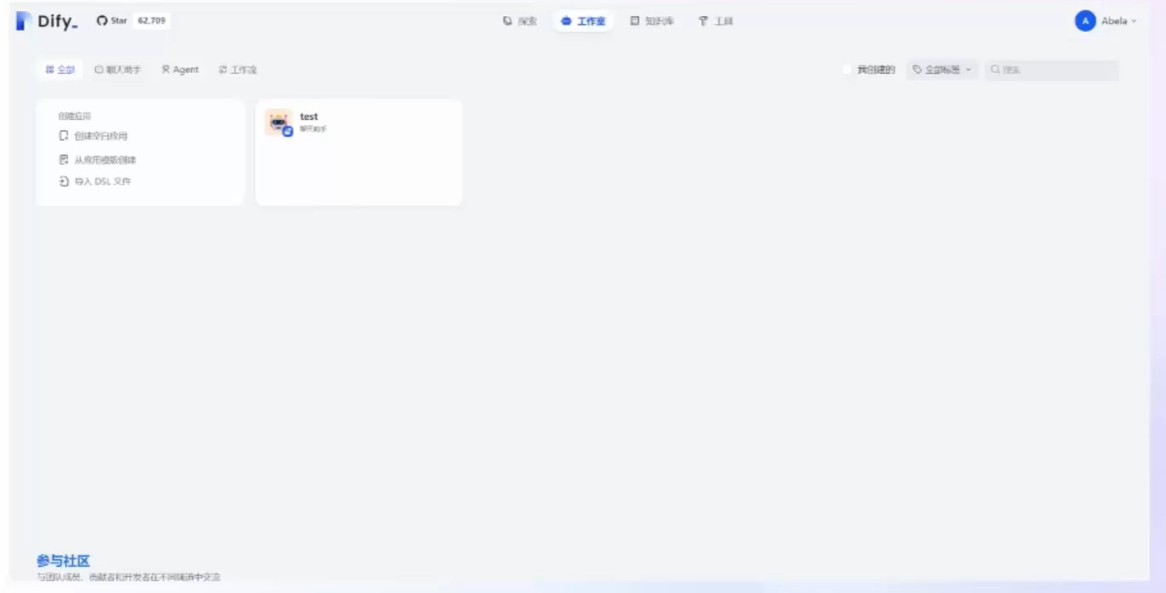 Dify_ Star 62,709 探索 工作室 知识库 工具 A Abela
全部 聊天助手 Agent 工作流 我创建的 全部标签 搜索
创建应用
创建空白应用
从应用模版创建
导入 DSL 文件
test
聊天助手
参与社区
与团队成员、贡献者和开发者在不同频道中交流